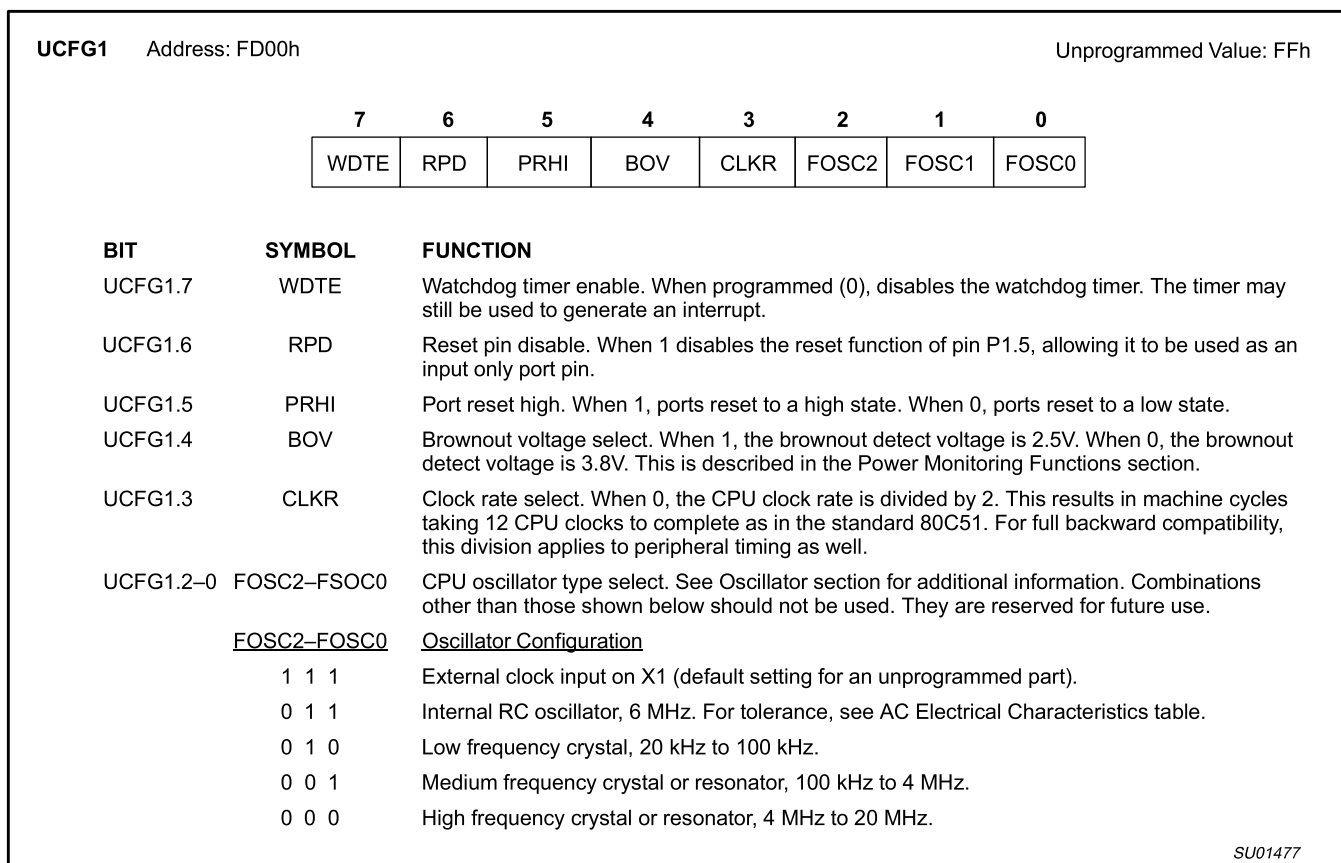 UCFG1 Address: FD00h Unprogrammed Value: FFh
7 6 5 4 3 2 1 0
WDTE RPD PRHI BOV CLKR FOSC2 FOSC1 FOSC0
BIT SYMBOL FUNCTION
UCFG1.7 WDTE Watchdog timer enable. When programmed (0), disables the watchdog timer. The timer may
still be used to generate an interrupt.
UCFG1.6 RPD Reset pin disable. When 1 disables the reset function of pin P1.5, allowing it to be used as an
input only port pin.
UCFG1.5 PRHI Port reset high. When 1, ports reset to a high state. When 0, ports reset to a low state.
UCFG1.4 BOV Brownout voltage select. When 1, the brownout detect voltage is 2.5V. When 0, the brownout
detect voltage is 3.8V. This is described in the Power Monitoring Functions section.
UCFG1.3 CLKR Clock rate select. When 0, the CPU clock rate is divided by 2. This results in machine cycles
taking 12 CPU clocks to complete as in the standard 80C51. For full backward compatibility,
this division applies to peripheral timing as well.
UCFG1.2–0 FOSC2–FSOC0 CPU oscillator type select. See Oscillator section for additional information. Combinations
other than those shown below should not be used. They are reserved for future use.
FOSC2–FOSC0 Oscillator Configuration
1 1 1 External clock input on X1 (default setting for an unprogrammed part).
0 1 1 Internal RC oscillator, 6 MHz. For tolerance, see AC Electrical Characteristics table.
0 1 0 Low frequency crystal, 20 kHz to 100 kHz.
0 0 1 Medium frequency crystal or resonator, 100 kHz to 4 MHz.
0 0 0 High frequency crystal or resonator, 4 MHz to 20 MHz.
SU01477